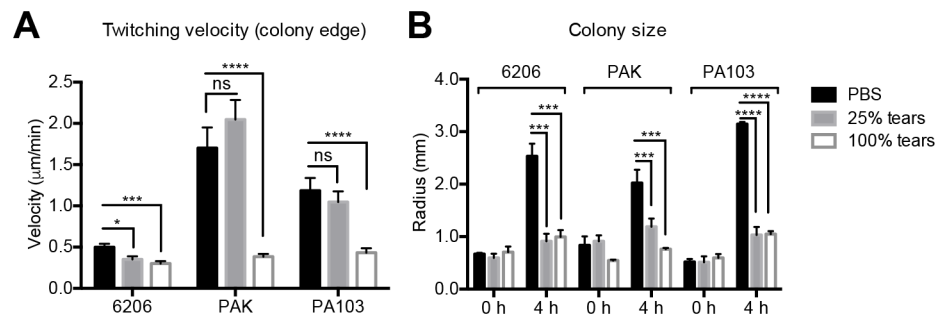 A
Twitching velocity (colony edge)
Velocity (μm/min)
2.5
2.0
1.5
1.0
0.5
0.0
*
***
ns
****
ns
****
6206
PAK
PA103
B
Colony size
6206
PAK
PA103
Radius (mm)
4.0
3.0
2.0
1.0
0.0
***
***
***
***
****
****
0 h
4 h
0 h
4 h
0 h
4 h
PBS
25% tears
100% tears